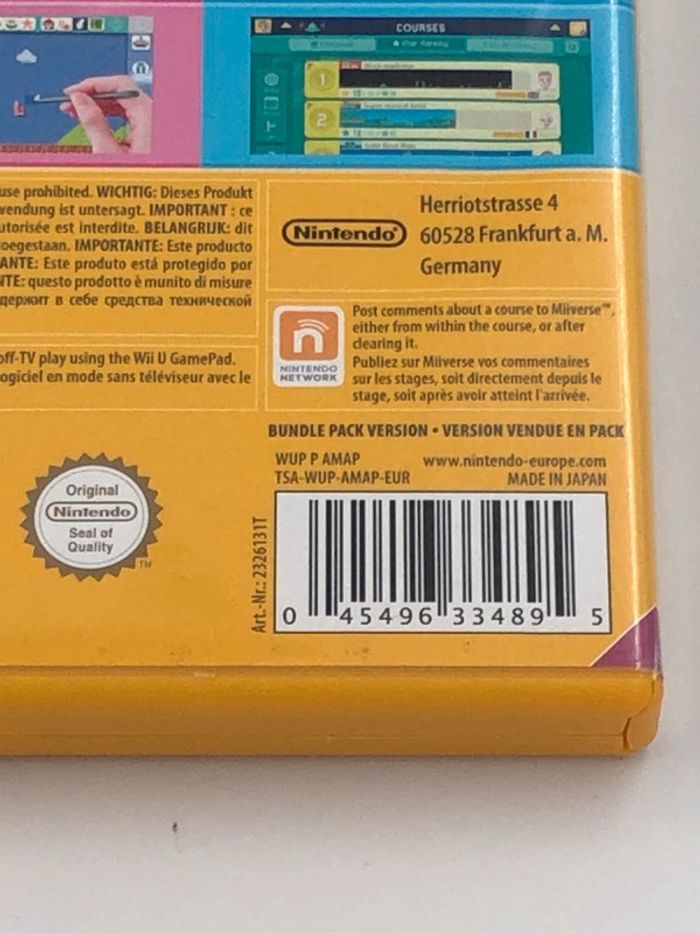 COURSES
1
2
use prohibited. WICHTIG: Dieses Produkt
wendung ist untersagt. IMPORTANT : ce
utorisée est interdite. BELANGRIJK: dit
oegestaan. IMPORTANTE: Este producto
ANTE: Este produto está protegido por
NTE: questo prodotto è munito di misure
держит в себе средства технической
off-TV play using the Wii U GamePad.
ogiciel en mode sans téléviseur avec le
Nintendo®
Herriotstrasse 4
60528 Frankfurt a. M.
Germany
NINTENDO
NETWORK
Post comments about a course to Miiverse™,
either from within the course, or after
clearing it.
Publiez sur Miiverse vos commentaires
sur les stages, soit directement depuis le
stage, soit après avoir atteint l'arrivée.
BUNDLE PACK VERSION • VERSION VENDUE EN PACK
WUP P AMAP
www.nintendo-europe.com
TSA-WUP-AMAP-EUR
MADE IN JAPAN
Original
Nintendo
Seal of
Quality
TM
Art.-Nr.: 2326131T
0 45496 33489 5